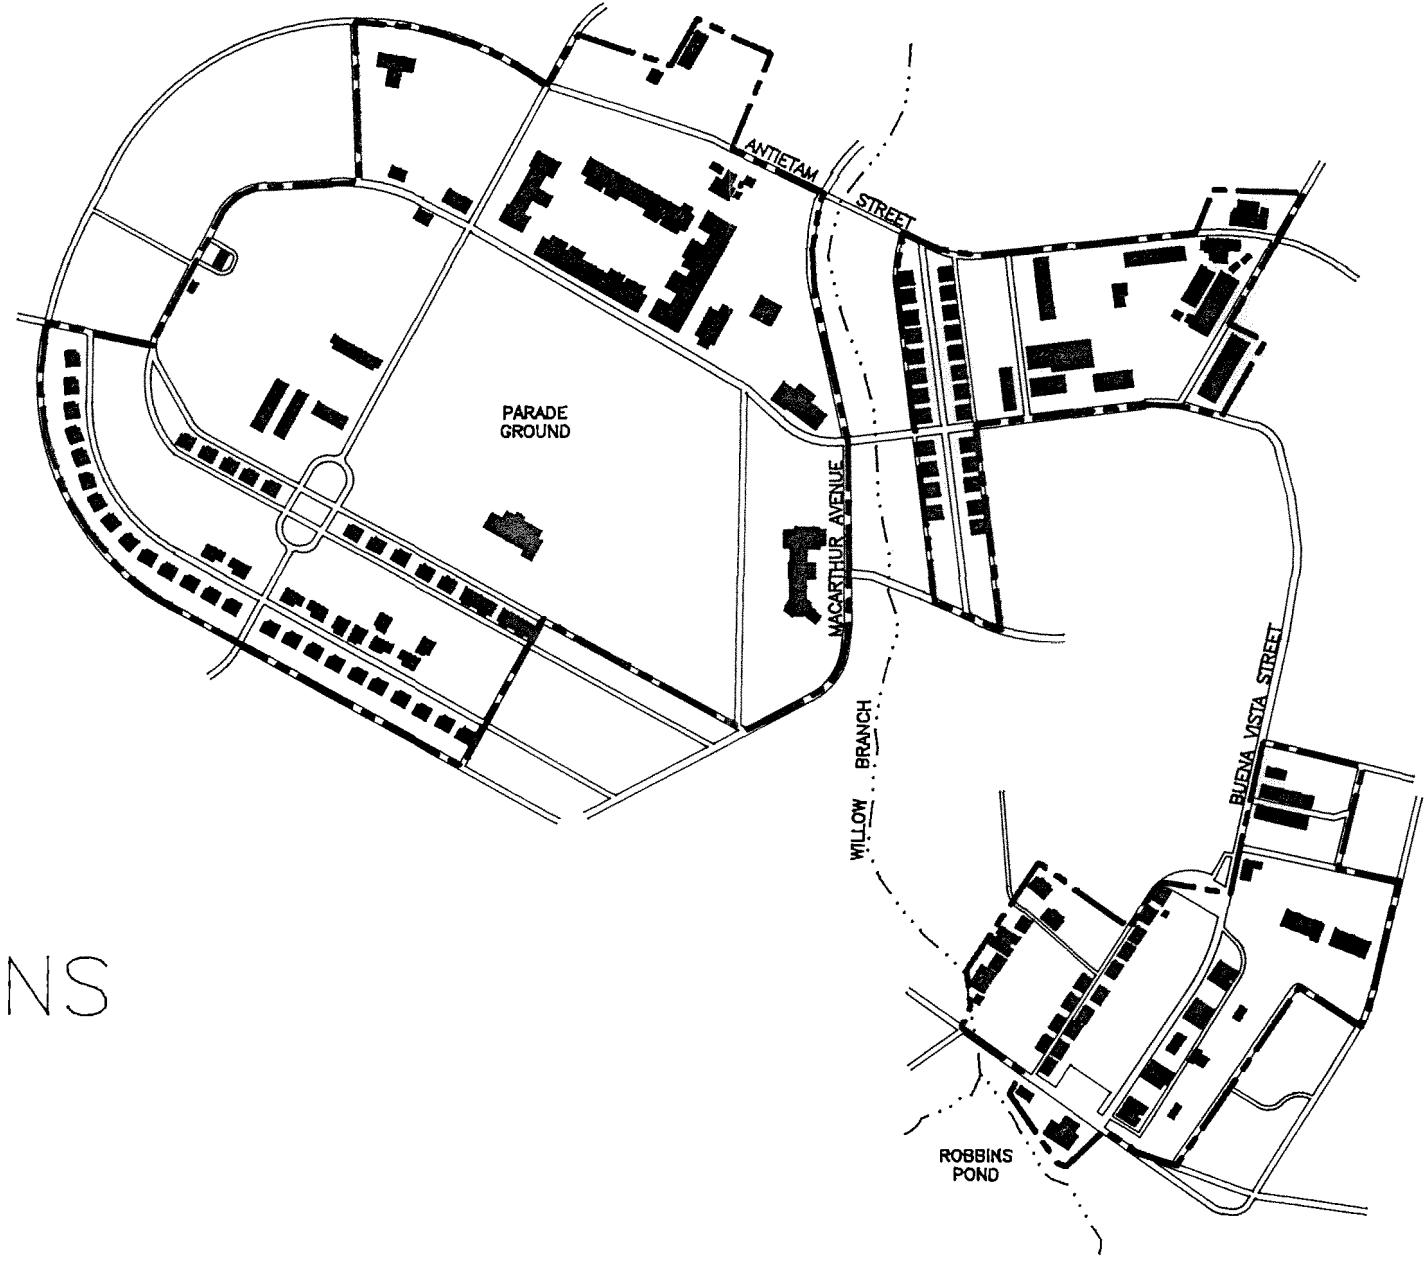 ANTIETAM
STREET
PARADE
GROUND
MACARTHUR AVENUE
BUENA VISTA STREET
WILLOW BRANCH
NS
ROBBINS
POND